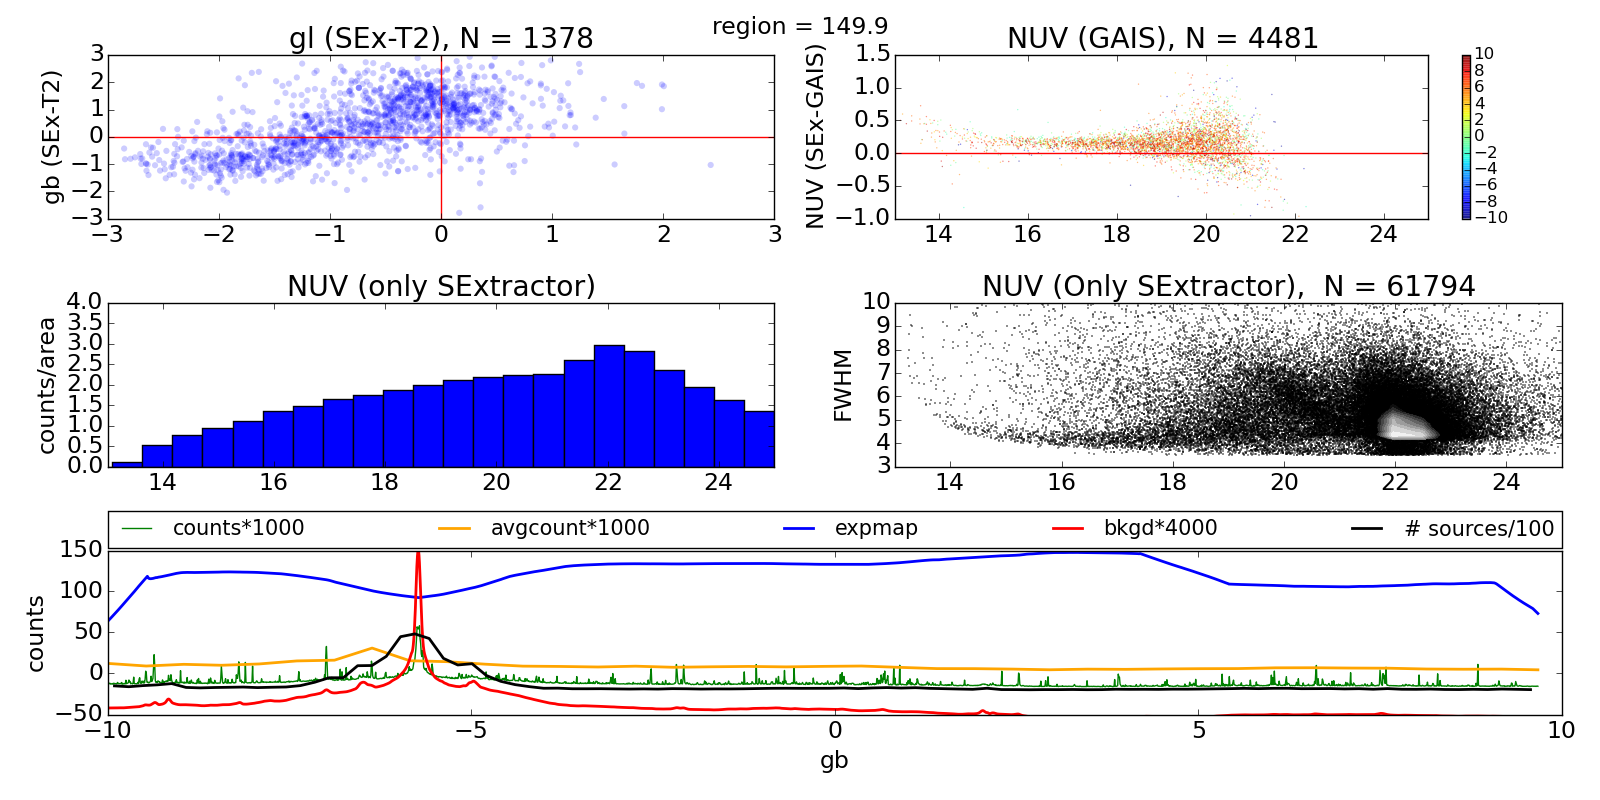 region = 149.9
gl (SEx-T2), N = 1378
gb (SEx-T2)
3
2
1
0
−1
−2
−3
−3 −2 −1 0 1 2 3
NUV (GAIS), N = 4481
NUV (SEx-GAIS)
1.5
1.0
0.5
0.0
−0.5
−1.0
14 16 18 20 22 24
10
8
6
4
2
0
−2
−4
−6
−8
−10
NUV (only SExtractor)
counts/area
4.0
3.5
3.0
2.5
2.0
1.5
1.0
0.5
0.0
14 16 18 20 22 24
NUV (Only SExtractor),  N = 61794
FWHM
10
9
8
7
6
5
4
3
14 16 18 20 22 24
counts*1000 avgcount*1000 expmap bkgd*4000 # sources/100
counts
150
100
50
0
−50
−10 −5 0 5 10
gb